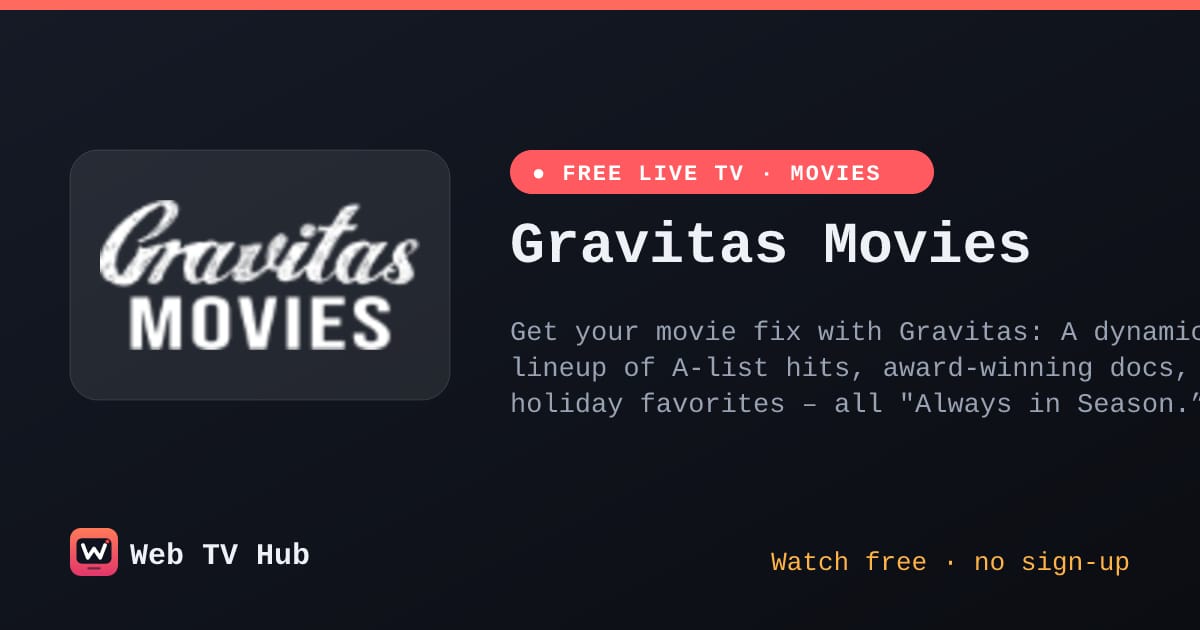 Gravitas
MOVIES
● FREE LIVE TV · MOVIES
Gravitas Movies
Get your movie fix with Gravitas: A dynamic
lineup of A-list hits, award-winning docs,
holiday favorites – all "Always in Season.”
W
Web TV Hub
Watch free · no sign-up